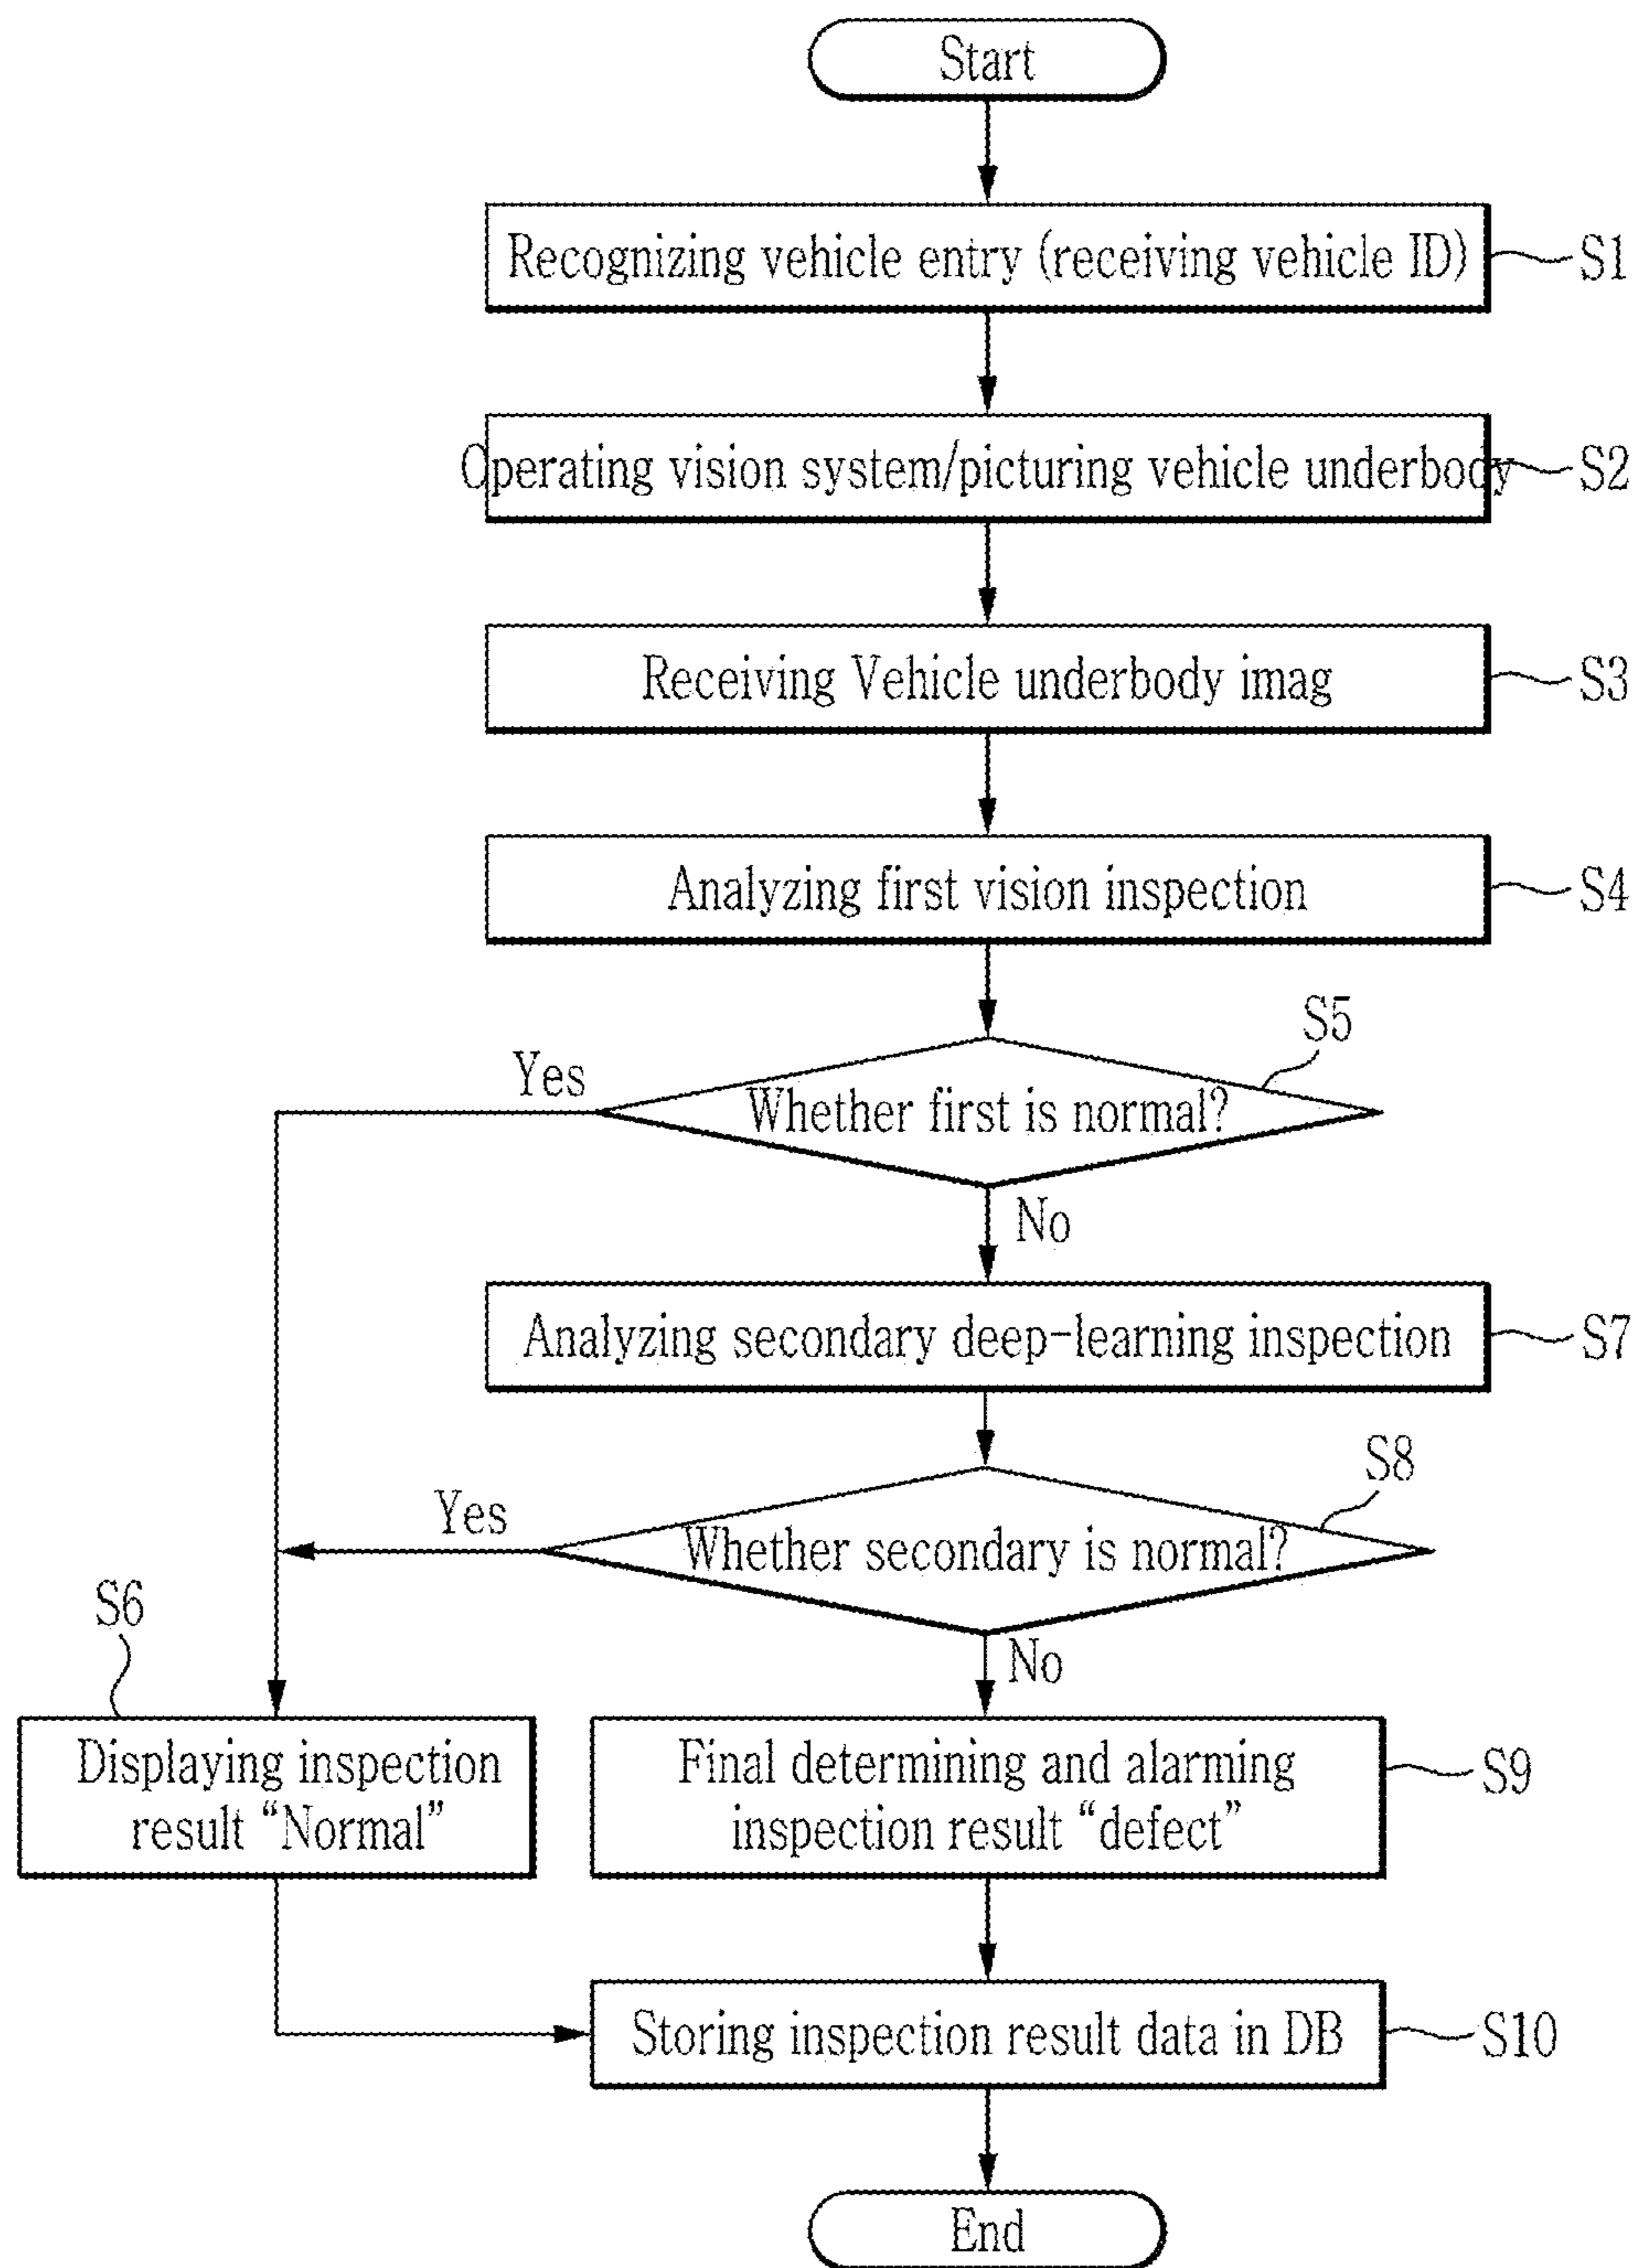 Start
Recognizing vehicle entry (receiving vehicle ID)
S1
Operating vision system/picturing vehicle underbody
S2
Receiving Vehicle underbody imag
S3
Analyzing first vision inspection
S4
S5
Yes
Whether first is normal?
No
Analyzing secondary deep-learning inspection
S7
S8
Yes
Whether secondary is normal?
S6
No
Displaying inspection
result “Normal”
Final determining and alarming
inspection result “defect”
S9
Storing inspection result data in DB
S10
End